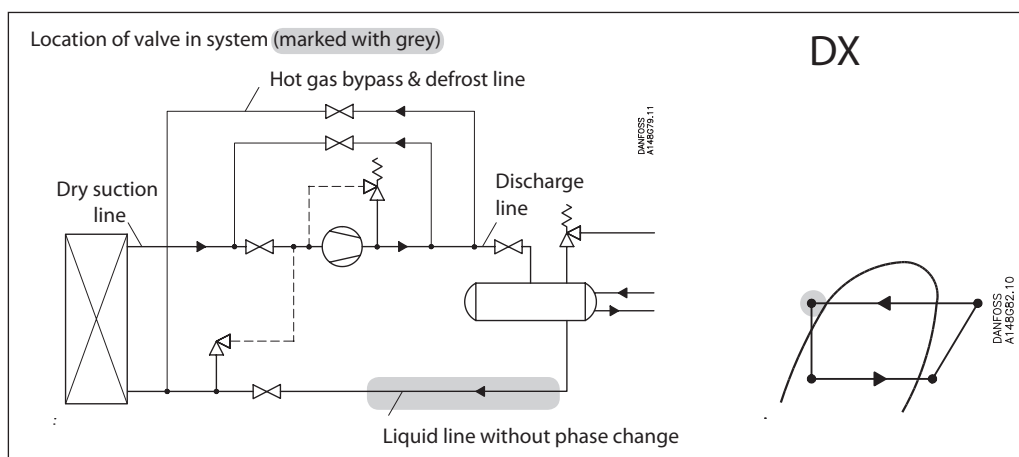 Location of valve in system (marked with grey)
DX
Hot gas bypass & defrost line
DANFOSS
A148G79.11
Dry suction
line
Discharge
line
DANFOSS
A148G82.10
Liquid line without phase change